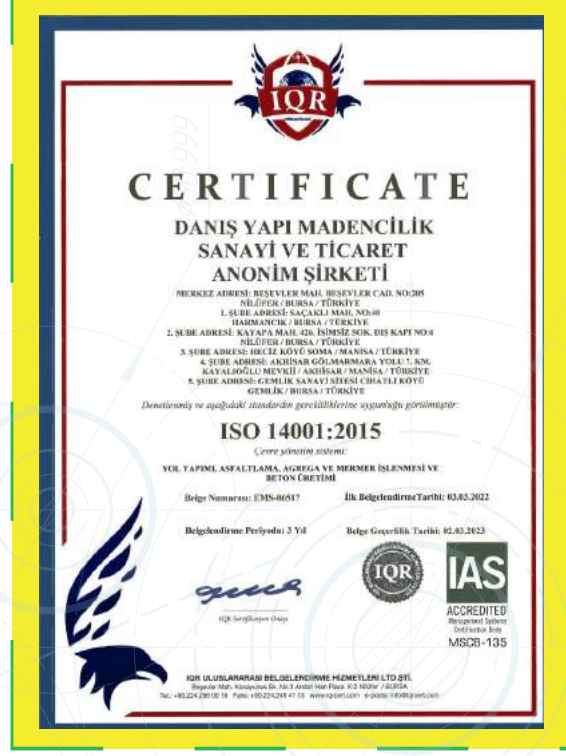 IQR
CERTIFICATE
DANIŞ YAPI MADENCİLİK
SANAYİ VE TİCARET
ANONİM ŞİRKETİ
MERKEZ ADRESİ: BEŞEVLER MAH. BEŞEVLER CAD. NO:205
NİLÜFER / BURSA / TÜRKİYE
1. ŞUBE ADRESİ: SAÇAKLI MAH. NO:40
HARMANCIK / BURSA / TÜRKİYE
2. ŞUBE ADRESİ: KAYAPA MAH. 426. İSİMSİZ SOK. DIŞ KAPI NO:4
NİLÜFER / BURSA / TÜRKİYE
3. ŞUBE ADRESİ: HECİZ KÖYÜ SOMA / MANİSA / TÜRKİYE
4. ŞUBE ADRESİ: AKHİSAR GÖLMARMARA YOLU 7. KM.
KAYALIOĞLU MEVKİİ / AKHİSAR / MANİSA / TÜRKİYE
5. ŞUBE ADRESİ: GEMLİK SANAYİ SİTESİ CİHATLI KÖYÜ
GEMLİK / BURSA / TÜRKİYE
Denetlenmiş ve aşağıdaki standardın gerekliliklerine uygunluğu görülmüştür:
ISO 14001:2015
Çevre yönetim sistemi:
YOL YAPIMI, ASFALTLAMA, AGREGA VE MERMER İŞLENMESİ VE
BETON ÜRETİMİ
Belge Numarası: EMS-06517 İlk Belgelendirme Tarihi: 03.03.2022
Belgelendirme Periyodu: 3 Yıl Belge Geçerlilik Tarihi: 02.03.2023
IQR
IAS
ACCREDITED
Management Systems
Certification Body
MSCB-135
IQR Sertifikasyon Onayı
IQR ULUSLARARASI BELGELENDİRME HİZMETLERİ LTD.ŞTİ.